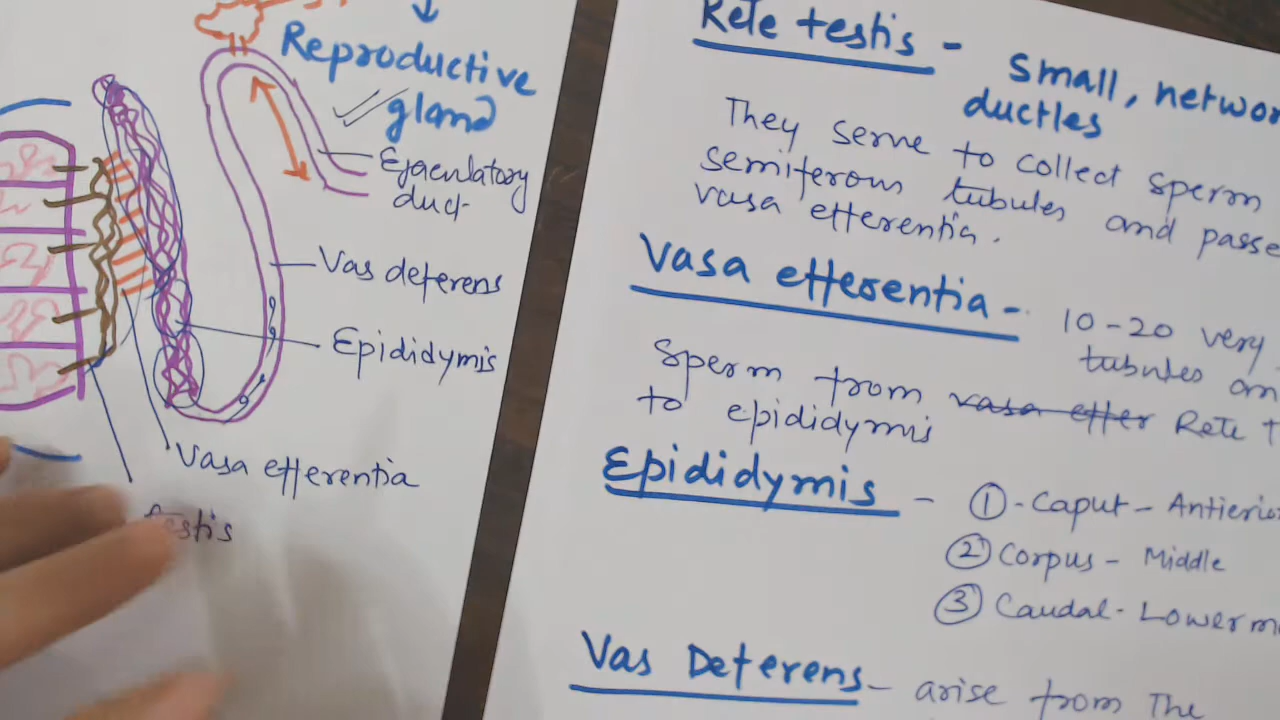 Reproductive
gland
Ejaculatory
duct
Vas deferens
Epididymis
Vasa efferentia
testis
Rete testis - Small, networ
ductles
They serve to collect sperm
semiferous tubules and passe
vasa efferentia.
Vasa efferentia - 10-20 very
tubules an
Sperm from vasa effer Rete t
to epididymis
Epididymis - ① - Caput - Antierio
② Corpus - Middle
③ Caudal - Lower m
Vas Deferens - arise from The